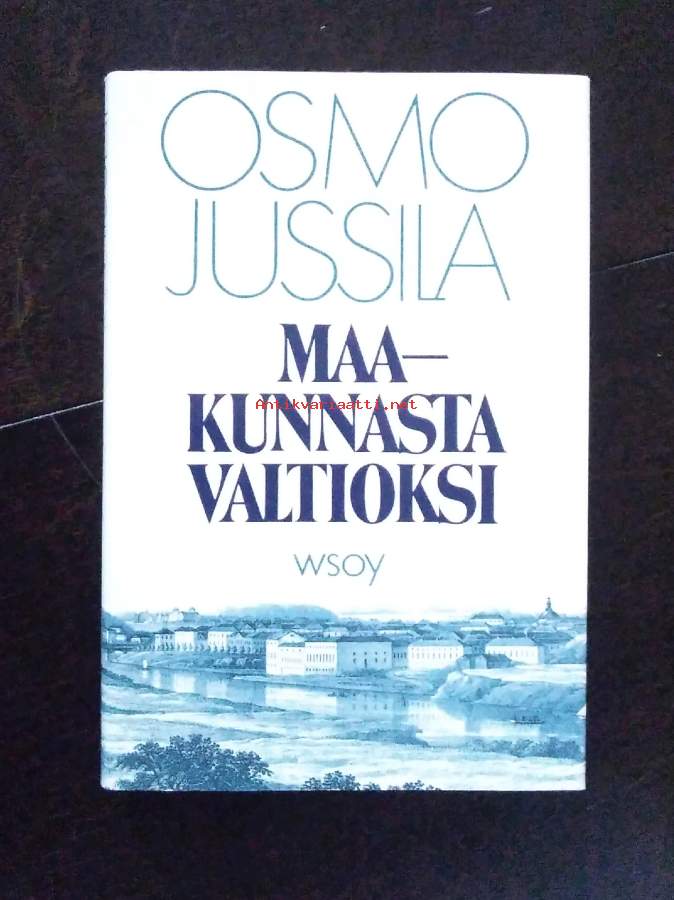 OSMO
JUSSILA
MAA–
Antikvariaatti.net
KUNNASTA
VALTIOKSI
WSOY